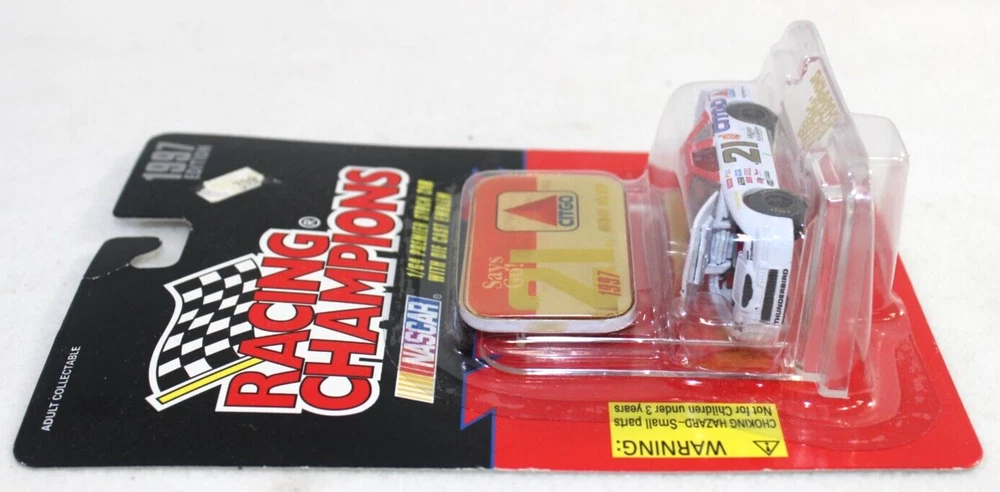 1997
EDITION
RACING
CHAMPIONS®
1/64 PREMIER STOCK CAR
WITH DIE CAST EMBLEM
NASCAR®
ADULT COLLECTABLE
Says
Go!
21
CITGO
1997
CITGO
21
THUNDERBIRD
WARNING:
CHOKING HAZARD-Small parts
Not for Children under 3 years